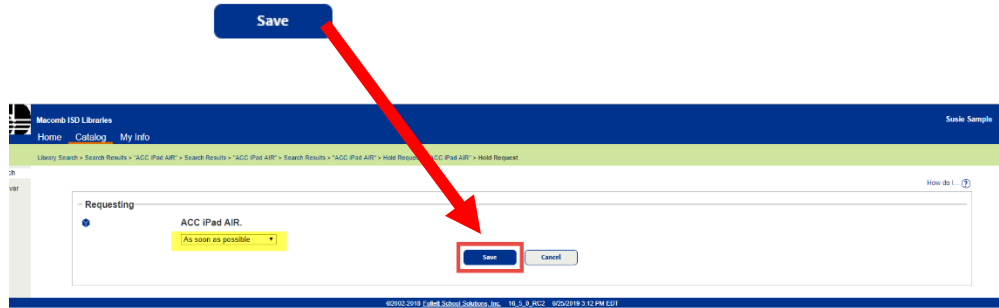 Save
Macomb ISD Libraries
Susie Sample
Home Catalog My Info
Library Search > Search Results > "ACC iPad AIR" > Search Results > "ACC iPad AIR" > Search Results > "ACC iPad AIR" > Hold Request "ACC iPad AIR" > Hold Request
How do I... ?
Requesting
ACC iPad AIR.
As soon as possible
Save Cancel
©2002-2018 Follett School Solutions, Inc. 16_5_0_RC2 6/25/2019 3:12 PM EDT